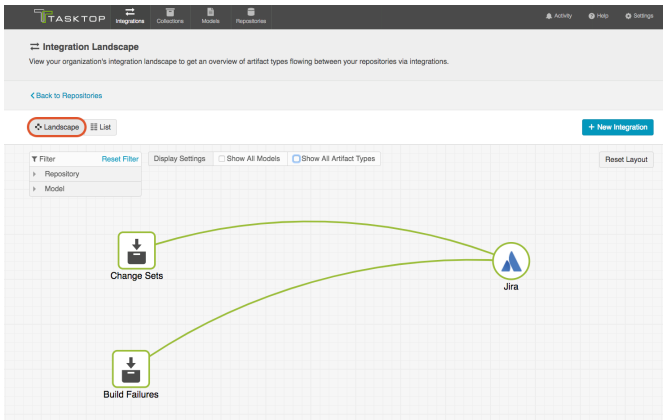 TASKTOP
Integrations
Collections
Models
Repositories
Activity
Help
Settings
Integration Landscape
View your organization's integration landscape to get an overview of artifact types flowing between your repositories via integrations.
Back to Repositories
Landscape
List
+ New Integration
Filter
Reset Filter
Display Settings
Show All Models
Show All Artifact Types
Reset Layout
Repository
Model
Change Sets
Jira
Build Failures